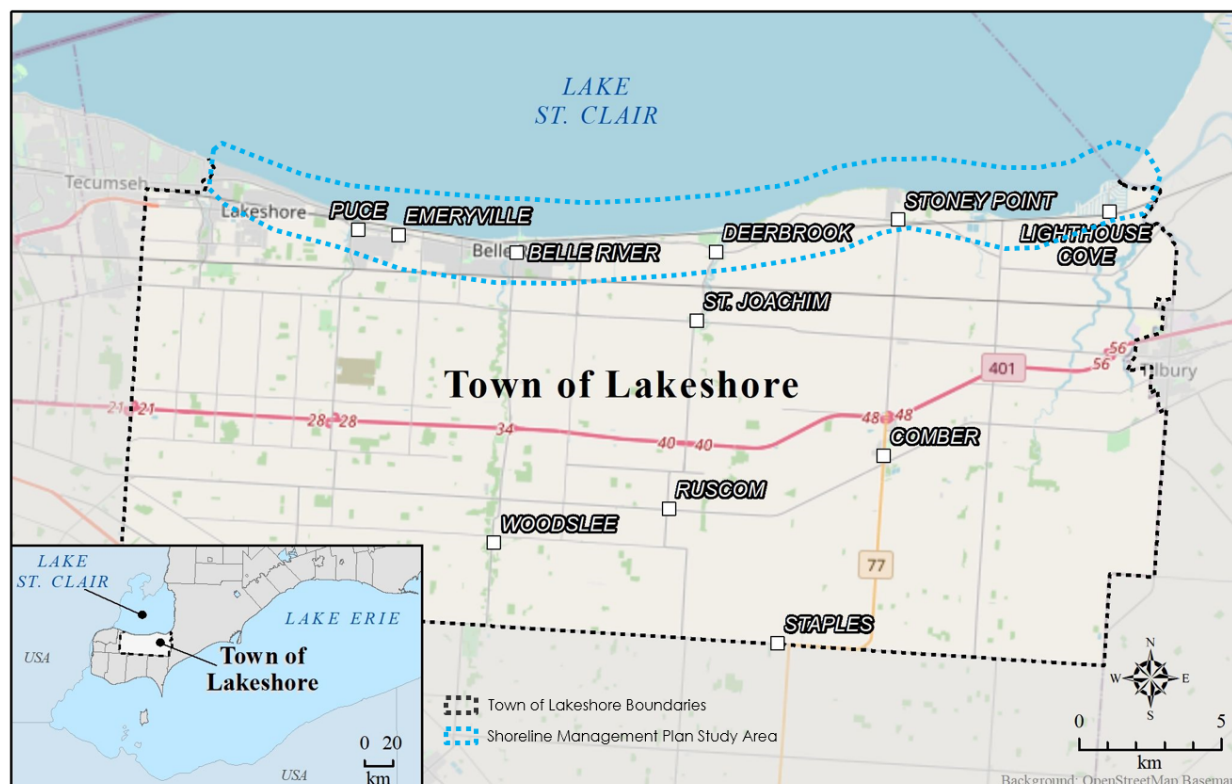 LAKE
ST. CLAIR
Tecumseh
Lakeshore
PUCE
EMERYVILLE
Belle
BELLE RIVER
DEERBROOK
STONEY POINT
LIGHTHOUSE
COVE
ST. JOACHIM
Town of Lakeshore
401
56
56
Tilbury
21
21
28
28
34
40
40
48
48
COMBER
RUSCOM
WOODSLEE
77
STAPLES
LAKE
ST. CLAIR
LAKE ERIE
USA
Town of
Lakeshore
USA
0 20
km
Town of Lakeshore Boundaries
Shoreline Management Plan Study Area
N
W E
S
0 5
km
Background: OpenStreetMap Basemap